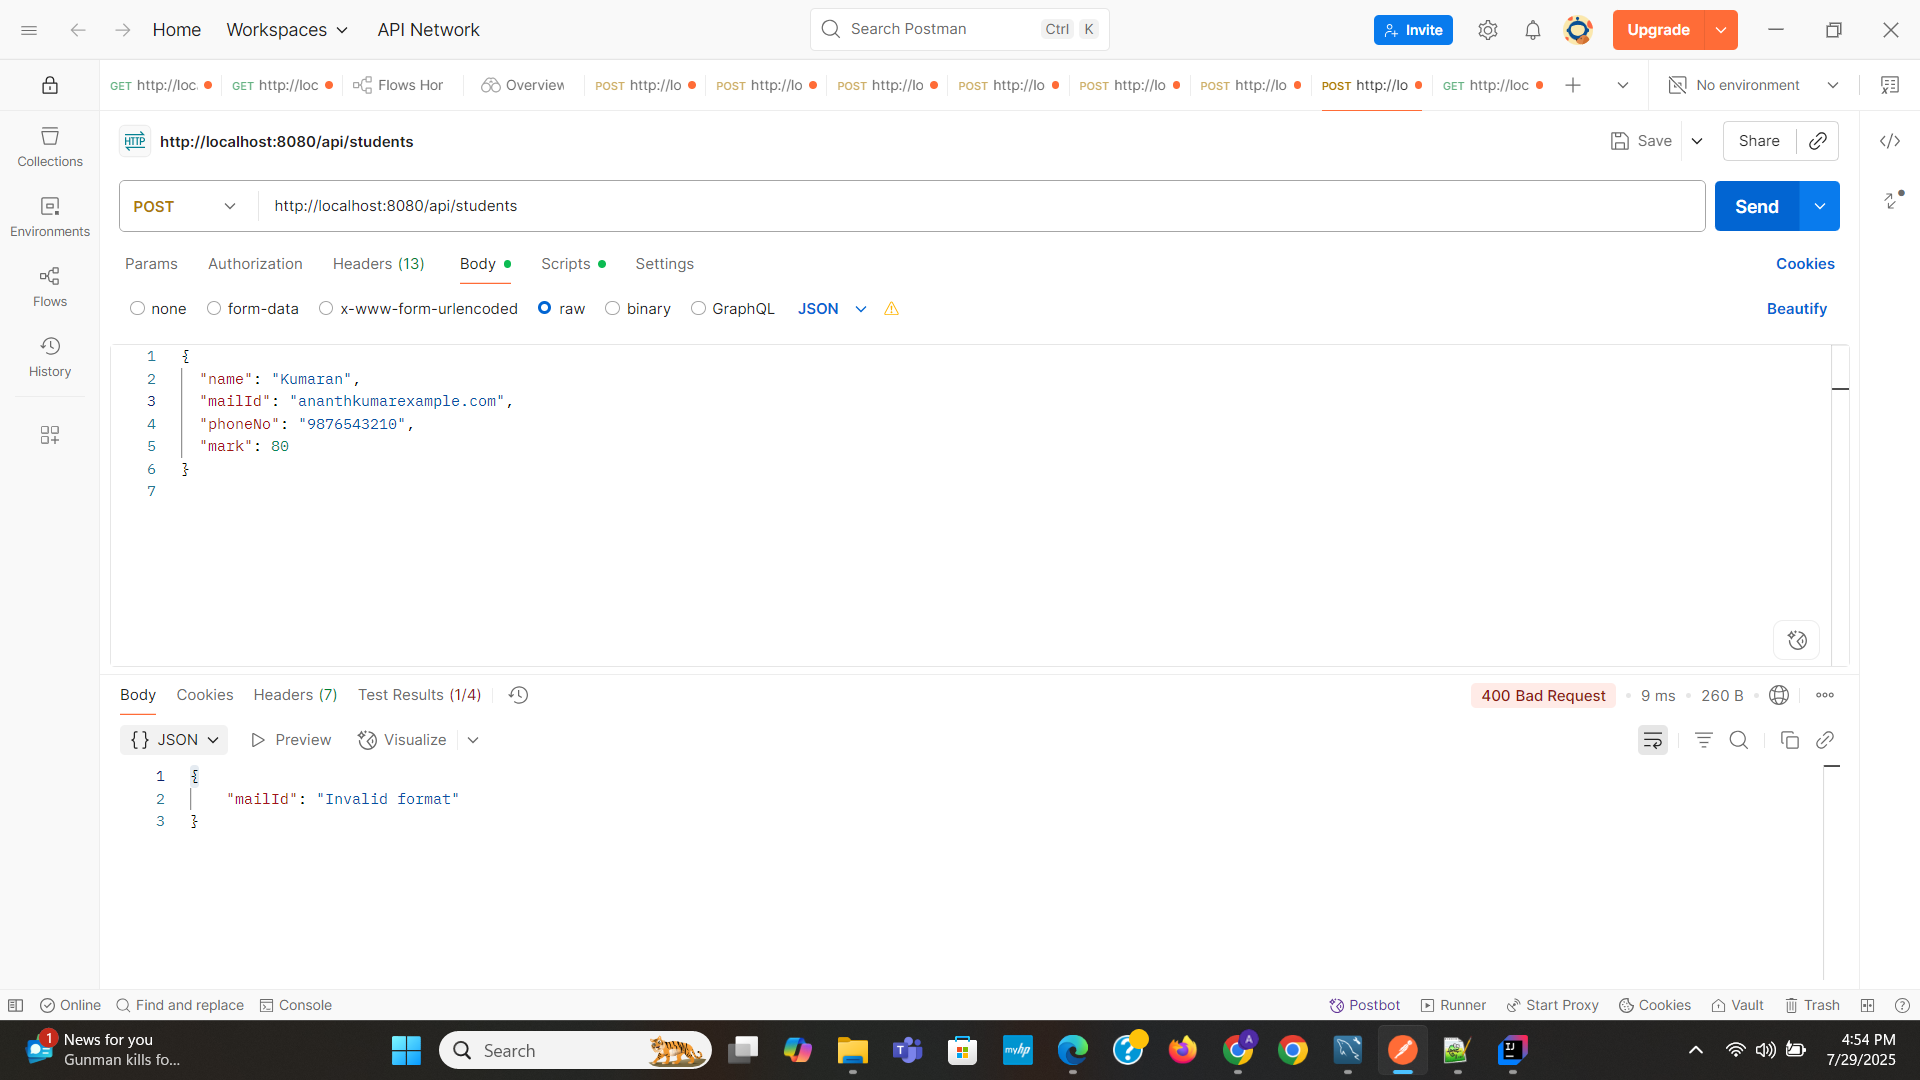 Home Workspaces API Network Search Postman Ctrl K Invite Upgrade
GET http://loc GET http://loc Flows Hor Overview POST http://lo POST http://lo POST http://lo POST http://lo POST http://lo POST http://lo POST http://lo GET http://loc No environment
Collections
Environments
Flows
History
HTTP http://localhost:8080/api/students Save Share
POST http://localhost:8080/api/students Send
Params Authorization Headers (13) Body Scripts Settings Cookies
none form-data x-www-form-urlencoded raw binary GraphQL JSON Beautify
1 {
2 "name": "Kumaran",
3 "mailId": "ananthkumarexample.com",
4 "phoneNo": "9876543210",
5 "mark": 80
6 }
7
Body Cookies Headers (7) Test Results (1/4) 400 Bad Request 9 ms 260 B
{} JSON Preview Visualize
1 {
2 "mailId": "Invalid format"
3 }
Online Find and replace Console Postbot Runner Start Proxy Cookies Vault Trash
1 News for you
Gunman kills fo...
Search
myhp
A
4:54 PM
7/29/2025